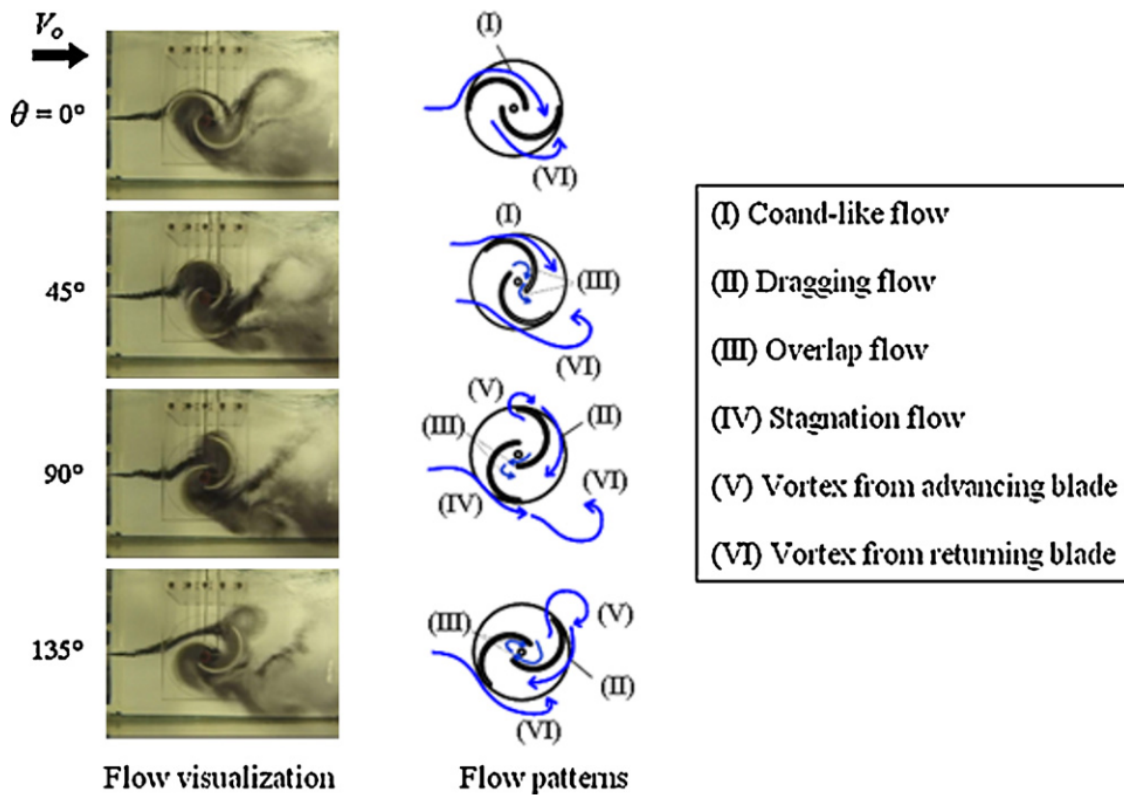 Vo
θ = 0°
(I)
(VI)
45°
(I)
(III)
(VI)
90°
(V)
(III)
(II)
(VI)
(IV)
135°
(III)
(V)
(II)
(VI)
Flow visualization
Flow patterns
(I) Coand-like flow
(II) Dragging flow
(III) Overlap flow
(IV) Stagnation flow
(V) Vortex from advancing blade
(VI) Vortex from returning blade